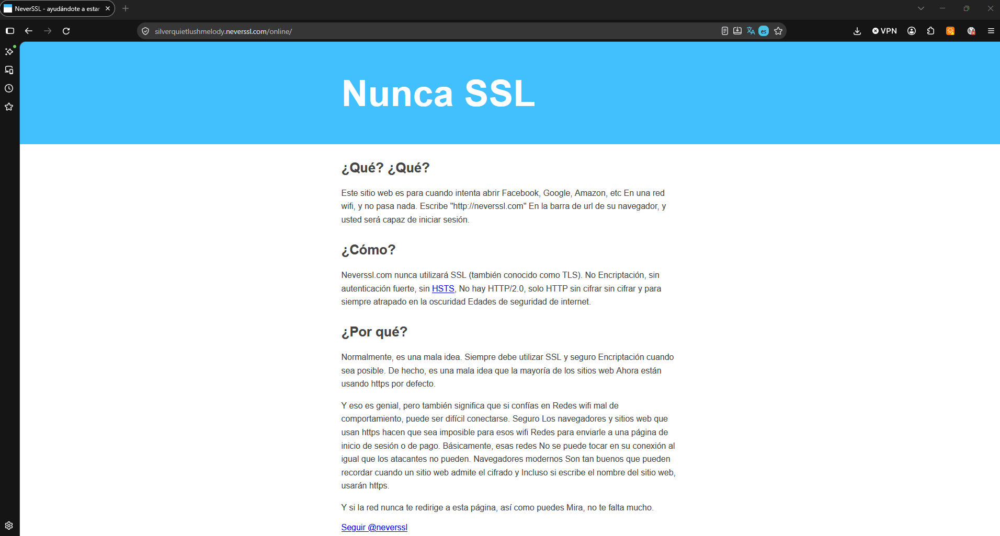 NeverSSL - ayudándote a estar
silverquietlushmelody.neverssl.com/online/
es
VPN
Nunca SSL
¿Qué? ¿Qué?
Este sitio web es para cuando intenta abrir Facebook, Google, Amazon, etc En una red
wifi, y no pasa nada. Escribe "http://neverssl.com" En la barra de url de su navegador, y
usted será capaz de iniciar sesión.
¿Cómo?
Neverssl.com nunca utilizará SSL (también conocido como TLS). No Encriptación, sin
autenticación fuerte, sin HSTS, No hay HTTP/2.0, solo HTTP sin cifrar sin cifrar y para
siempre atrapado en la oscuridad Edades de seguridad de internet.
¿Por qué?
Normalmente, es una mala idea. Siempre debe utilizar SSL y seguro Encriptación cuando
sea posible. De hecho, es una mala idea que la mayoría de los sitios web Ahora están
usando https por defecto.
Y eso es genial, pero también significa que si confías en Redes wifi mal de
comportamiento, puede ser difícil conectarse. Seguro Los navegadores y sitios web que
usan https hacen que sea imposible para esos wifi Redes para enviarle a una página de
inicio de sesión o de pago. Básicamente, esas redes No se puede tocar en su conexión al
igual que los atacantes no pueden. Navegadores modernos Son tan buenos que pueden
recordar cuando un sitio web admite el cifrado y Incluso si escribe el nombre del sitio web,
usarán https.
Y si la red nunca te redirige a esta página, así como puedes Mira, no te falta mucho.
Seguir @neverssl